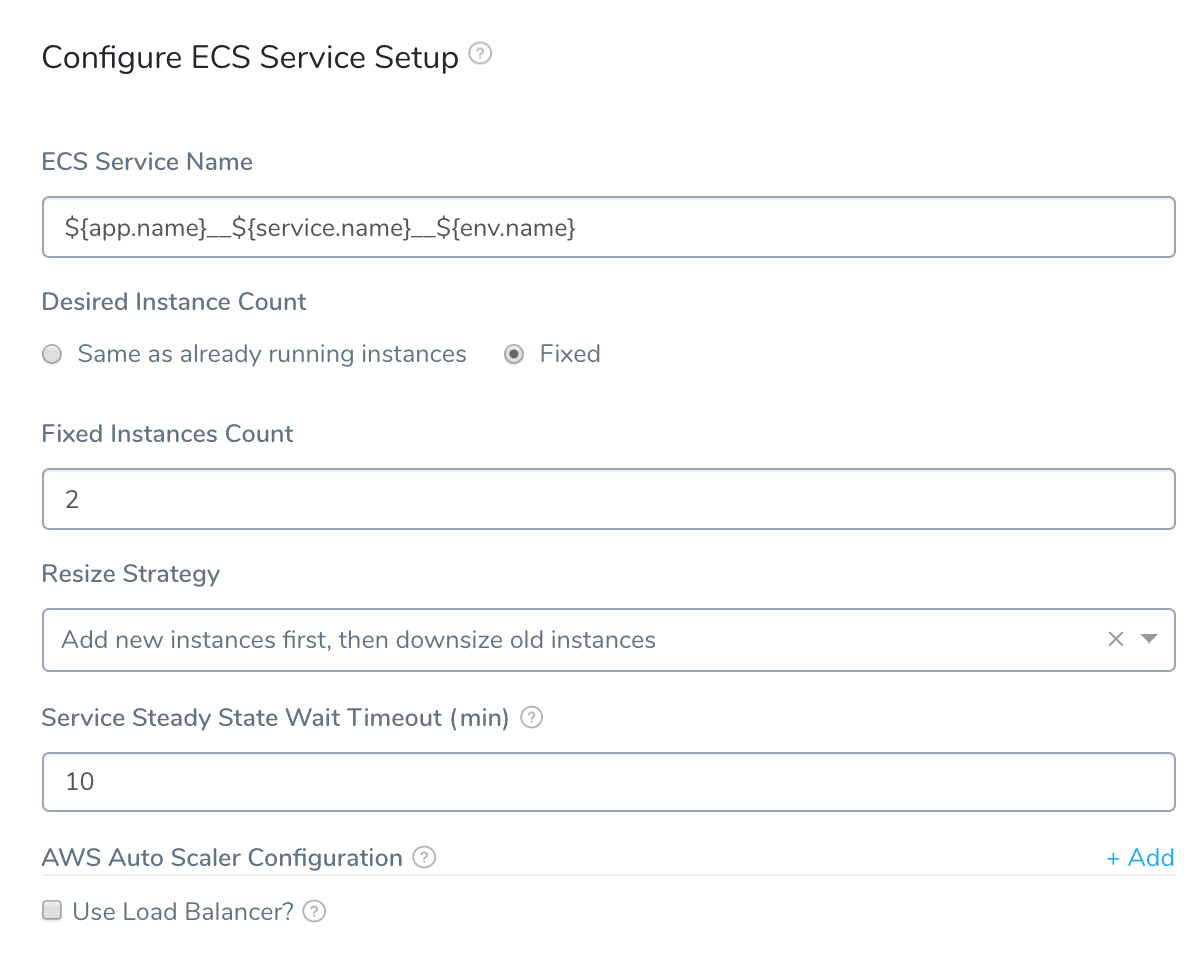 Configure ECS Service Setup ?
ECS Service Name
${app.name}__${service.name}__${env.name}
Desired Instance Count
Same as already running instances Fixed
Fixed Instances Count
2
Resize Strategy
Add new instances first, then downsize old instances
Service Steady State Wait Timeout (min) ?
10
AWS Auto Scaler Configuration ? + Add
Use Load Balancer? ?